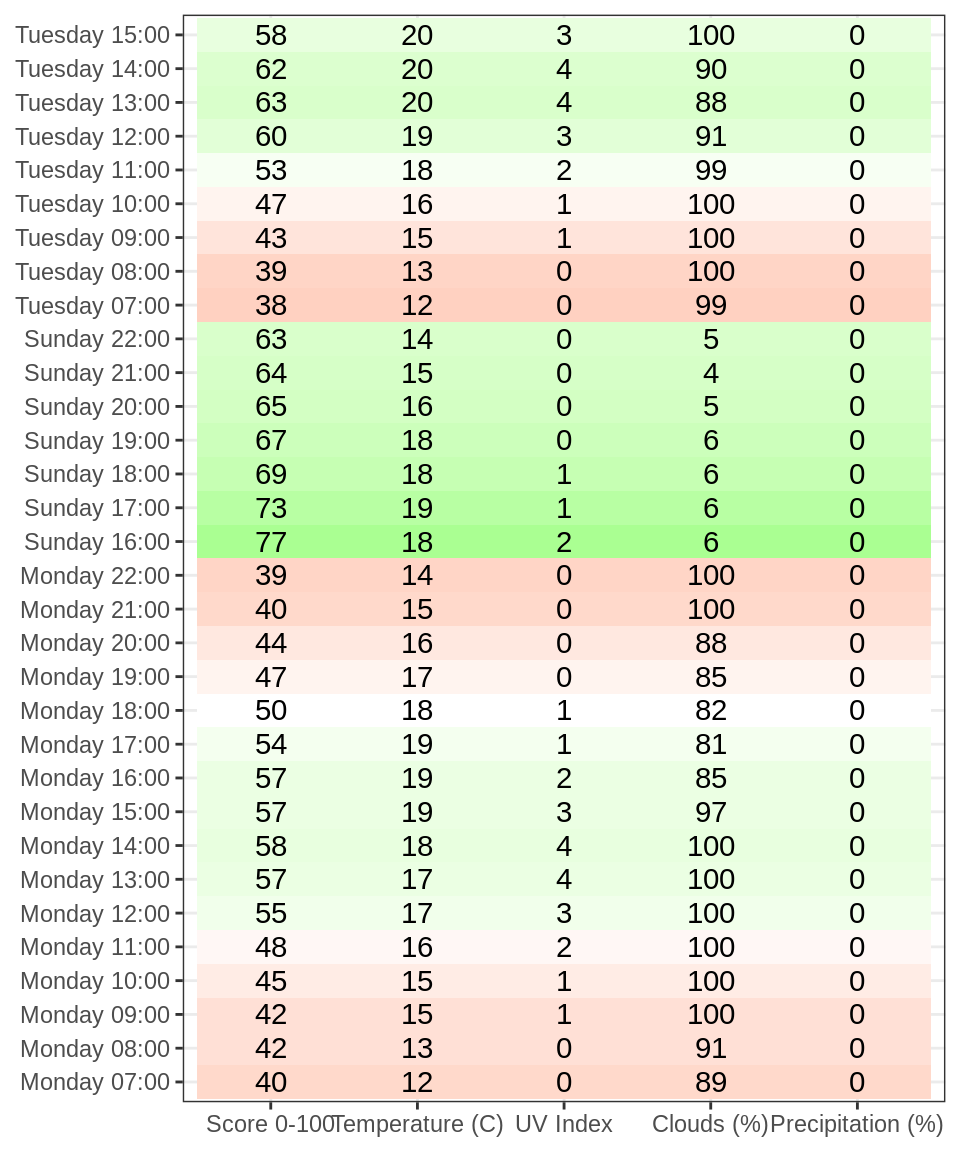 Tuesday 15:00 58 20 3 100 0
Tuesday 14:00 62 20 4 90 0
Tuesday 13:00 63 20 4 88 0
Tuesday 12:00 60 19 3 91 0
Tuesday 11:00 53 18 2 99 0
Tuesday 10:00 47 16 1 100 0
Tuesday 09:00 43 15 1 100 0
Tuesday 08:00 39 13 0 100 0
Tuesday 07:00 38 12 0 99 0
Sunday 22:00 63 14 0 5 0
Sunday 21:00 64 15 0 4 0
Sunday 20:00 65 16 0 5 0
Sunday 19:00 67 18 0 6 0
Sunday 18:00 69 18 1 6 0
Sunday 17:00 73 19 1 6 0
Sunday 16:00 77 18 2 6 0
Monday 22:00 39 14 0 100 0
Monday 21:00 40 15 0 100 0
Monday 20:00 44 16 0 88 0
Monday 19:00 47 17 0 85 0
Monday 18:00 50 18 1 82 0
Monday 17:00 54 19 1 81 0
Monday 16:00 57 19 2 85 0
Monday 15:00 57 19 3 97 0
Monday 14:00 58 18 4 100 0
Monday 13:00 57 17 4 100 0
Monday 12:00 55 17 3 100 0
Monday 11:00 48 16 2 100 0
Monday 10:00 45 15 1 100 0
Monday 09:00 42 15 1 100 0
Monday 08:00 42 13 0 91 0
Monday 07:00 40 12 0 89 0
Score 0-100 Temperature (C) UV Index Clouds (%) Precipitation (%)